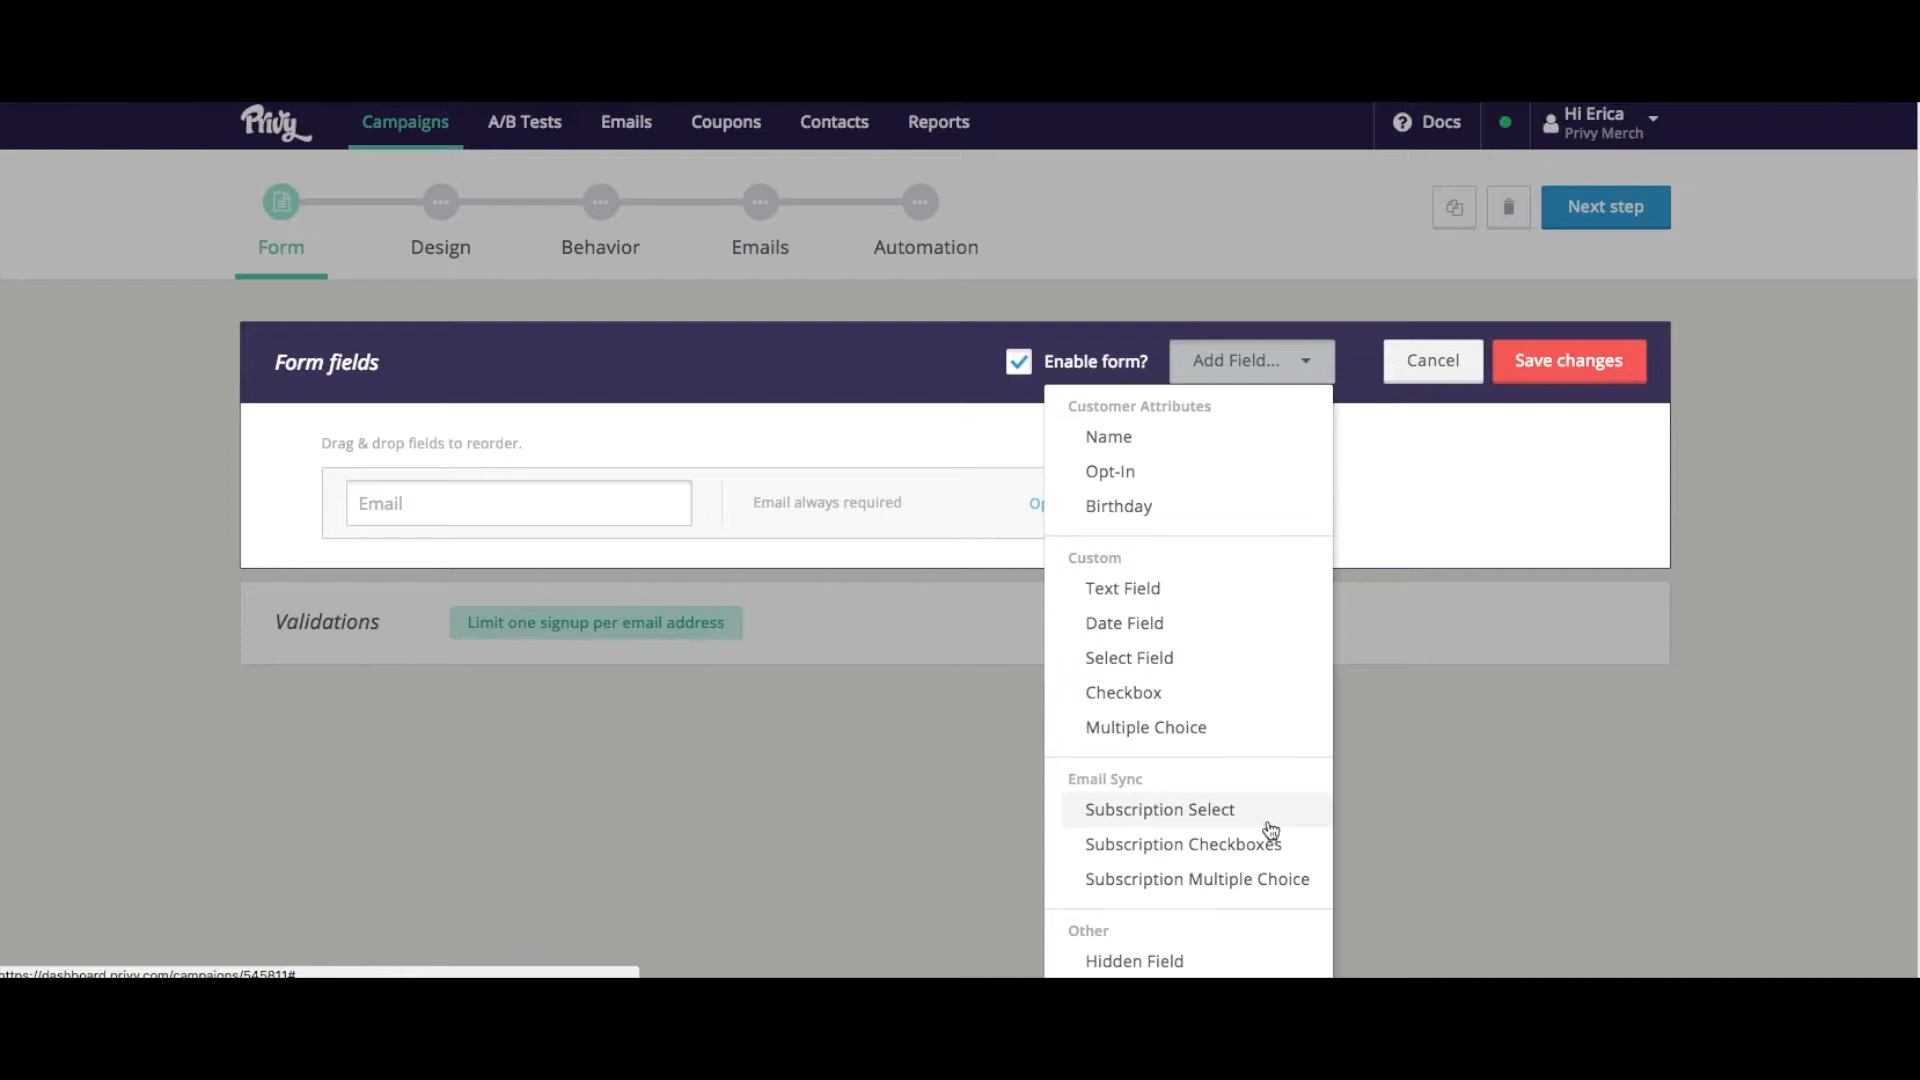 Privy
Campaigns
A/B Tests
Emails
Coupons
Contacts
Reports
Docs
Hi Erica
Privy Merch
Form
Design
Behavior
Emails
Automation
Next step
Form fields
Enable form?
Add Field...
Cancel
Save changes
Customer Attributes
Name
Opt-In
Birthday
Drag & drop fields to reorder.
Email
Email always required
Op
Custom
Text Field
Date Field
Select Field
Checkbox
Multiple Choice
Validations
Limit one signup per email address
Email Sync
Subscription Select
Subscription Checkboxes
Subscription Multiple Choice
Other
Hidden Field
https://dashboard.privy.com/campaigns/545811#